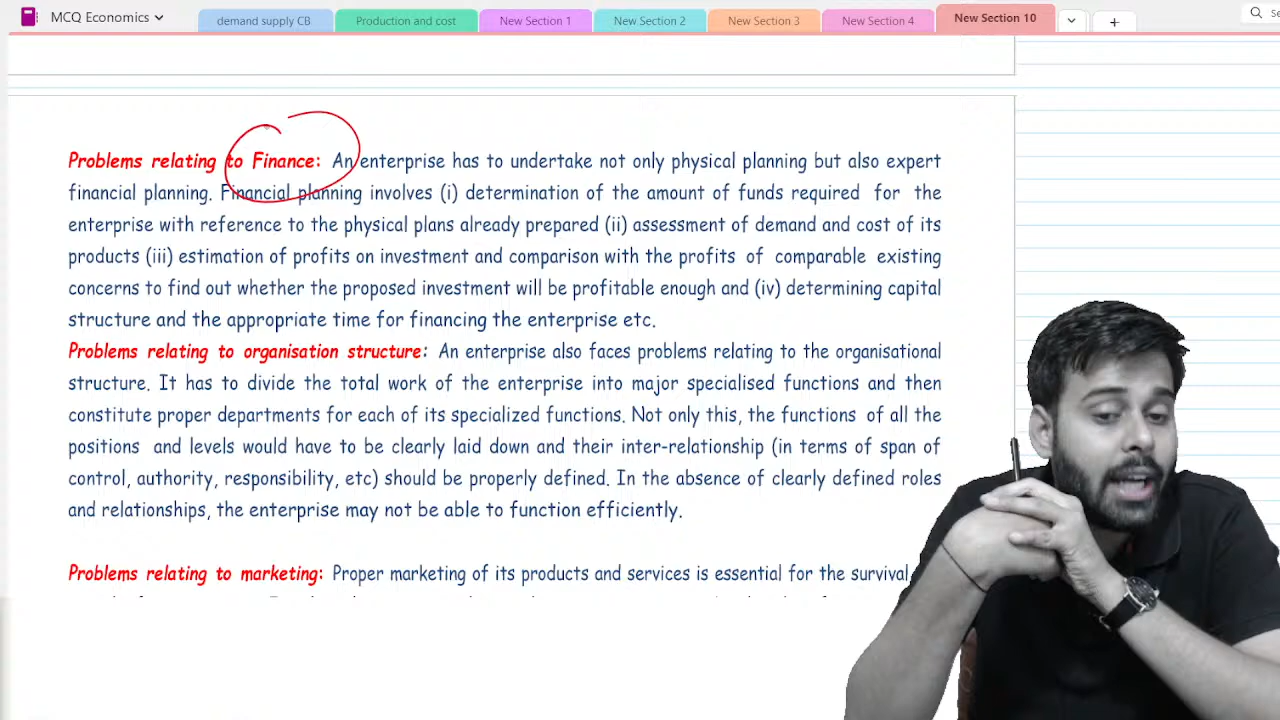 MCQ Economics
demand supply CB
Production and cost
New Section 1
New Section 2
New Section 3
New Section 4
New Section 10
Problems relating to Finance: An enterprise has to undertake not only physical planning but also expert
financial planning. Financial planning involves (i) determination of the amount of funds required for the
enterprise with reference to the physical plans already prepared (ii) assessment of demand and cost of its
products (iii) estimation of profits on investment and comparison with the profits of comparable existing
concerns to find out whether the proposed investment will be profitable enough and (iv) determining capital
structure and the appropriate time for financing the enterprise etc.
Problems relating to organisation structure: An enterprise also faces problems relating to the organisational
structure. It has to divide the total work of the enterprise into major specialised functions and then
constitute proper departments for each of its specialized functions. Not only this, the functions of all the
positions and levels would have to be clearly laid down and their inter-relationship (in terms of span of
control, authority, responsibility, etc) should be properly defined. In the absence of clearly defined roles
and relationships, the enterprise may not be able to function efficiently.
Problems relating to marketing: Proper marketing of its products and services is essential for the survival